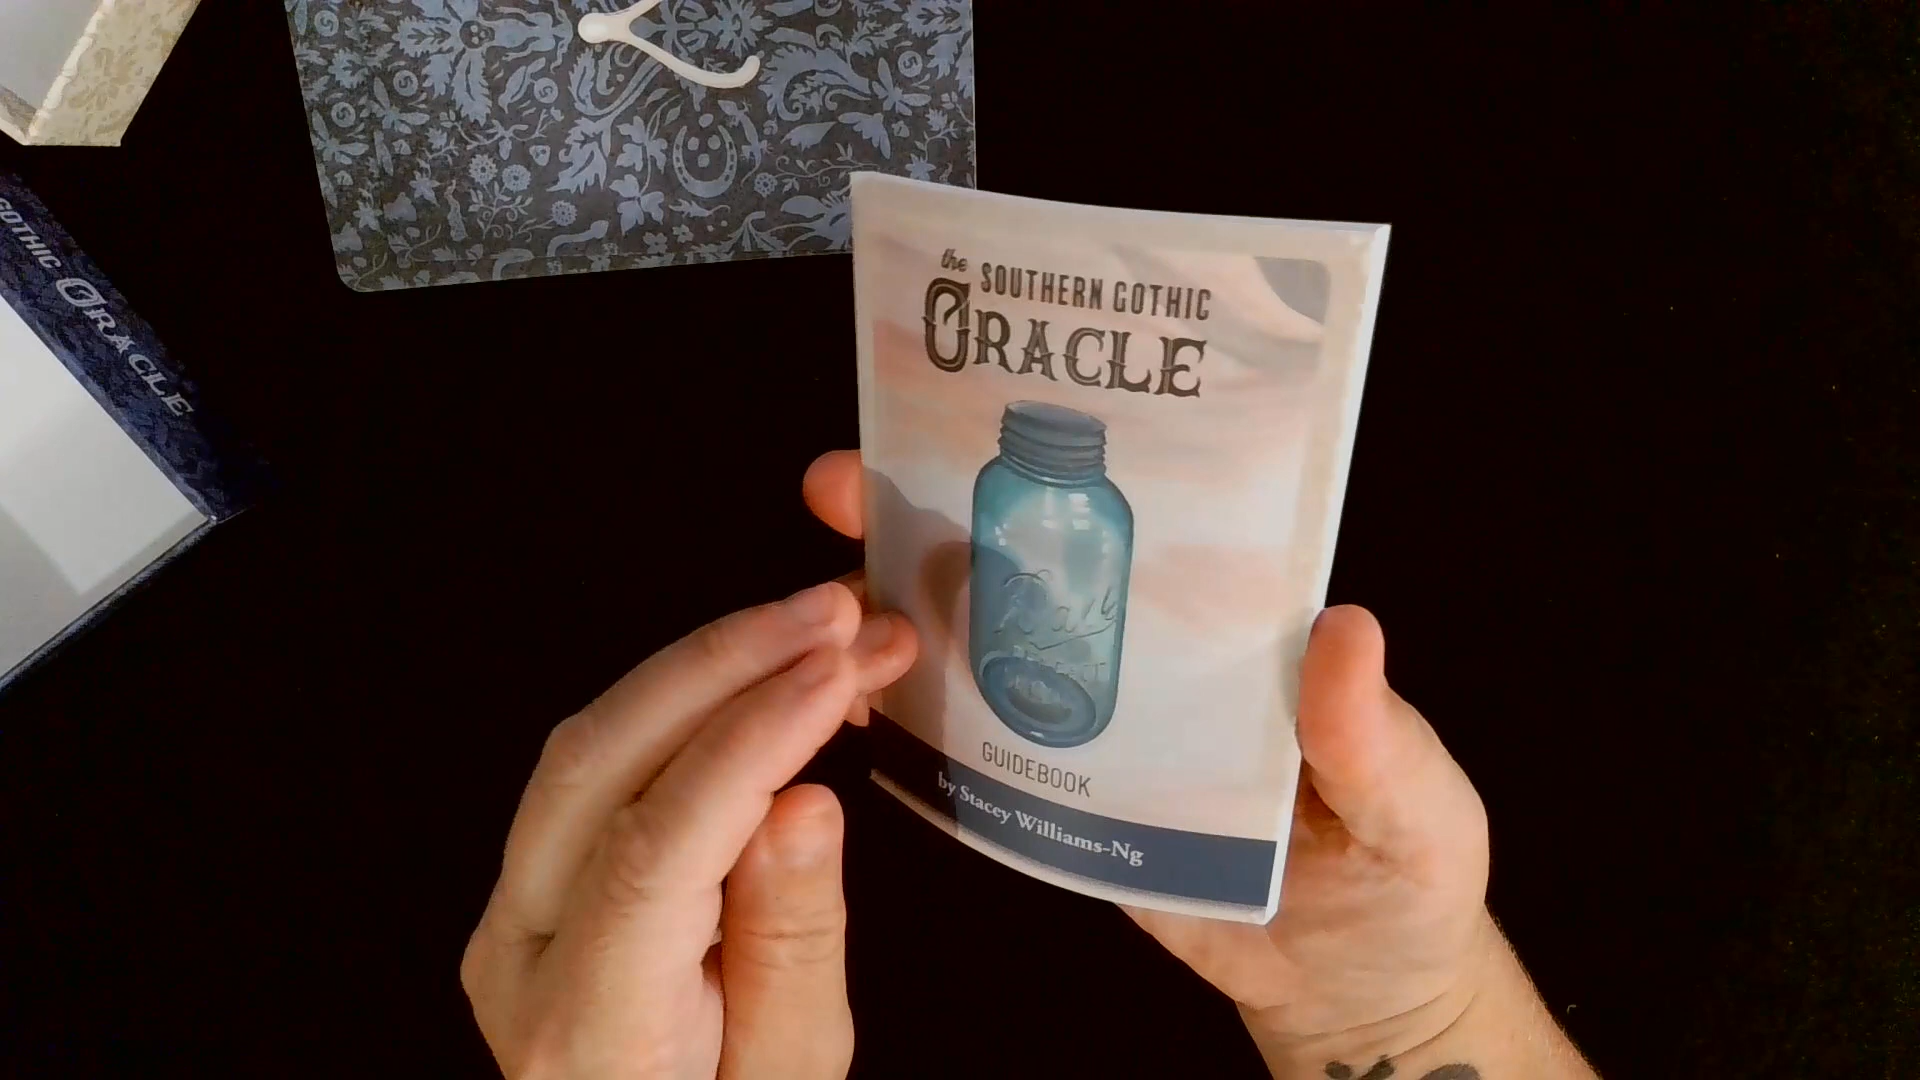 GOTHIC ORACLE
the SOUTHERN GOTHIC
ORACLE
Ball
GUIDEBOOK
by Stacey Williams-Ng